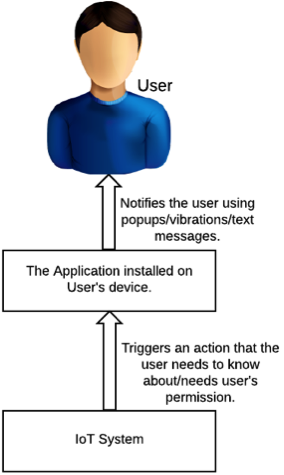 User
Notifies the user using
popups/vibrations/text
messages.
The Application installed on
User's device.
Triggers an action that the
user needs to know
about/needs user's
permission.
IoT System